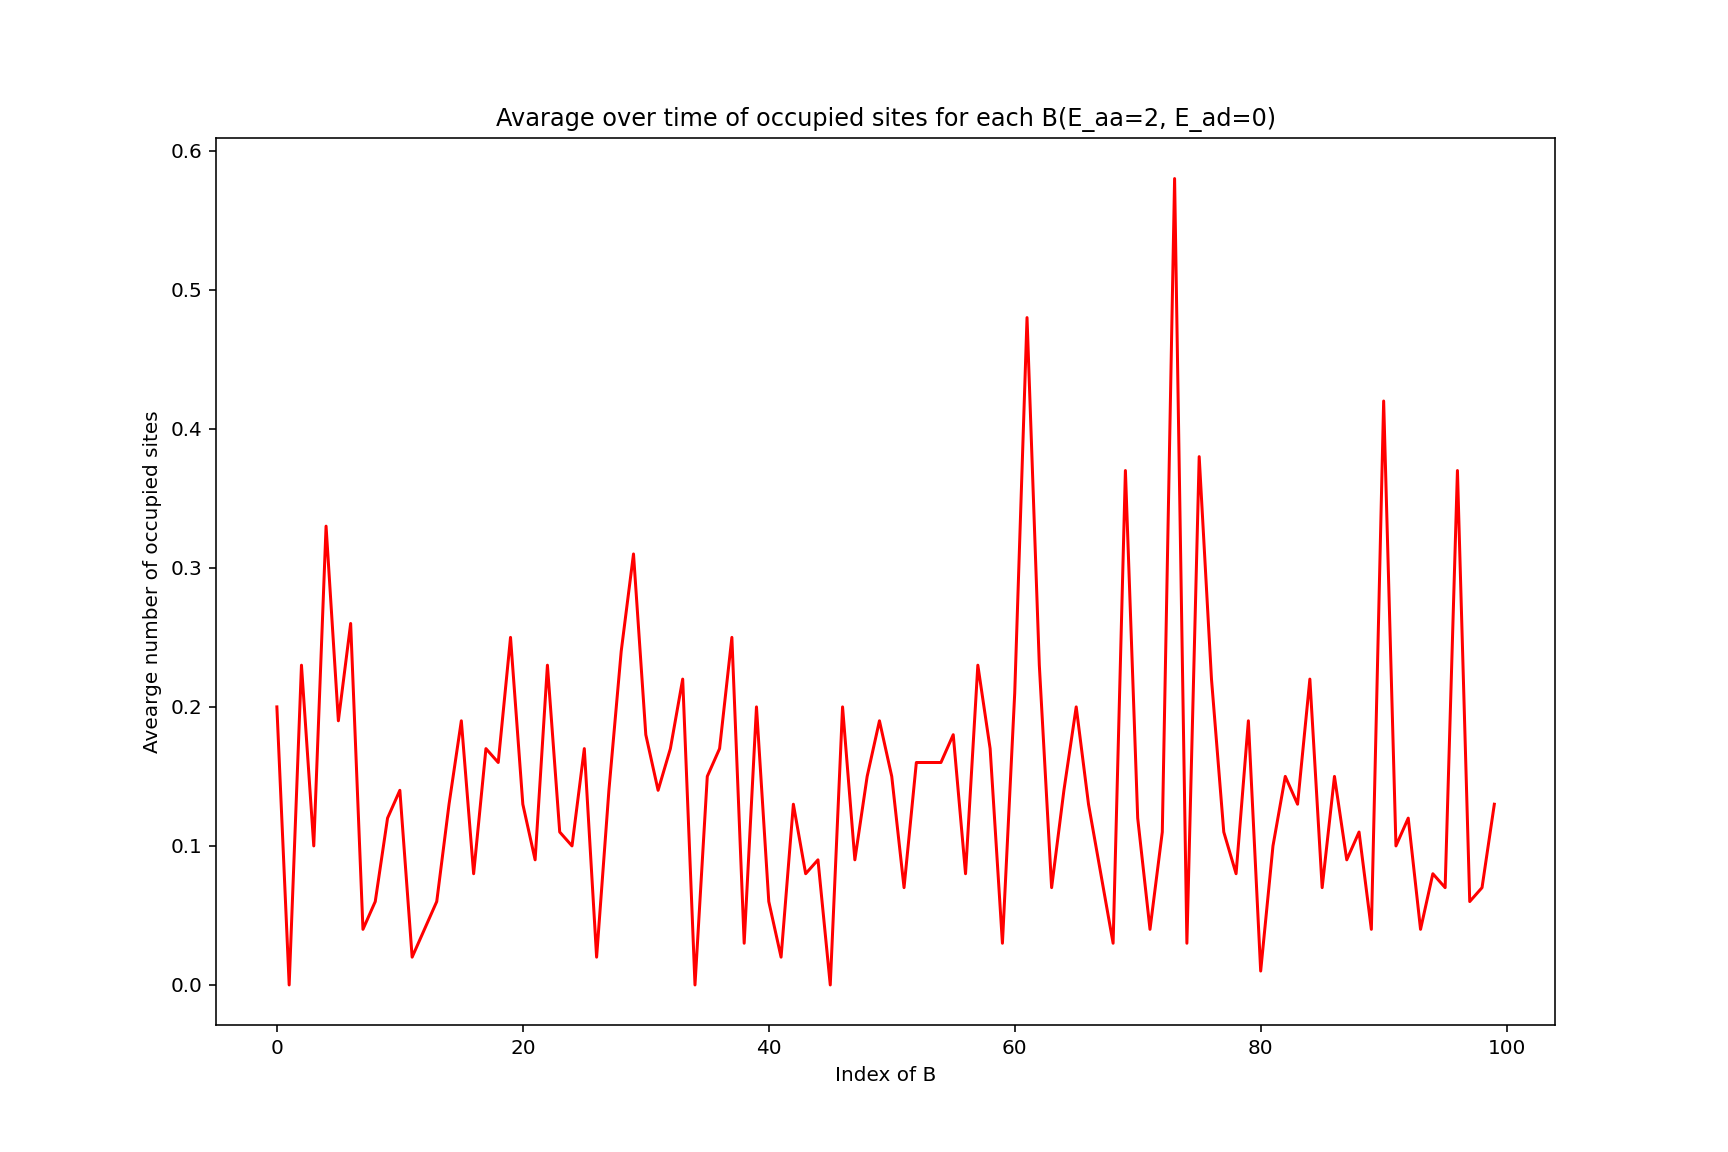 Avarage over time of occupied sites for each B(E_aa=2, E_ad=0)
0.6
0.5
0.4
0.3
0.2
0.1
0.0
Avearge number of occupied sites
0 20 40 60 80 100
Index of B